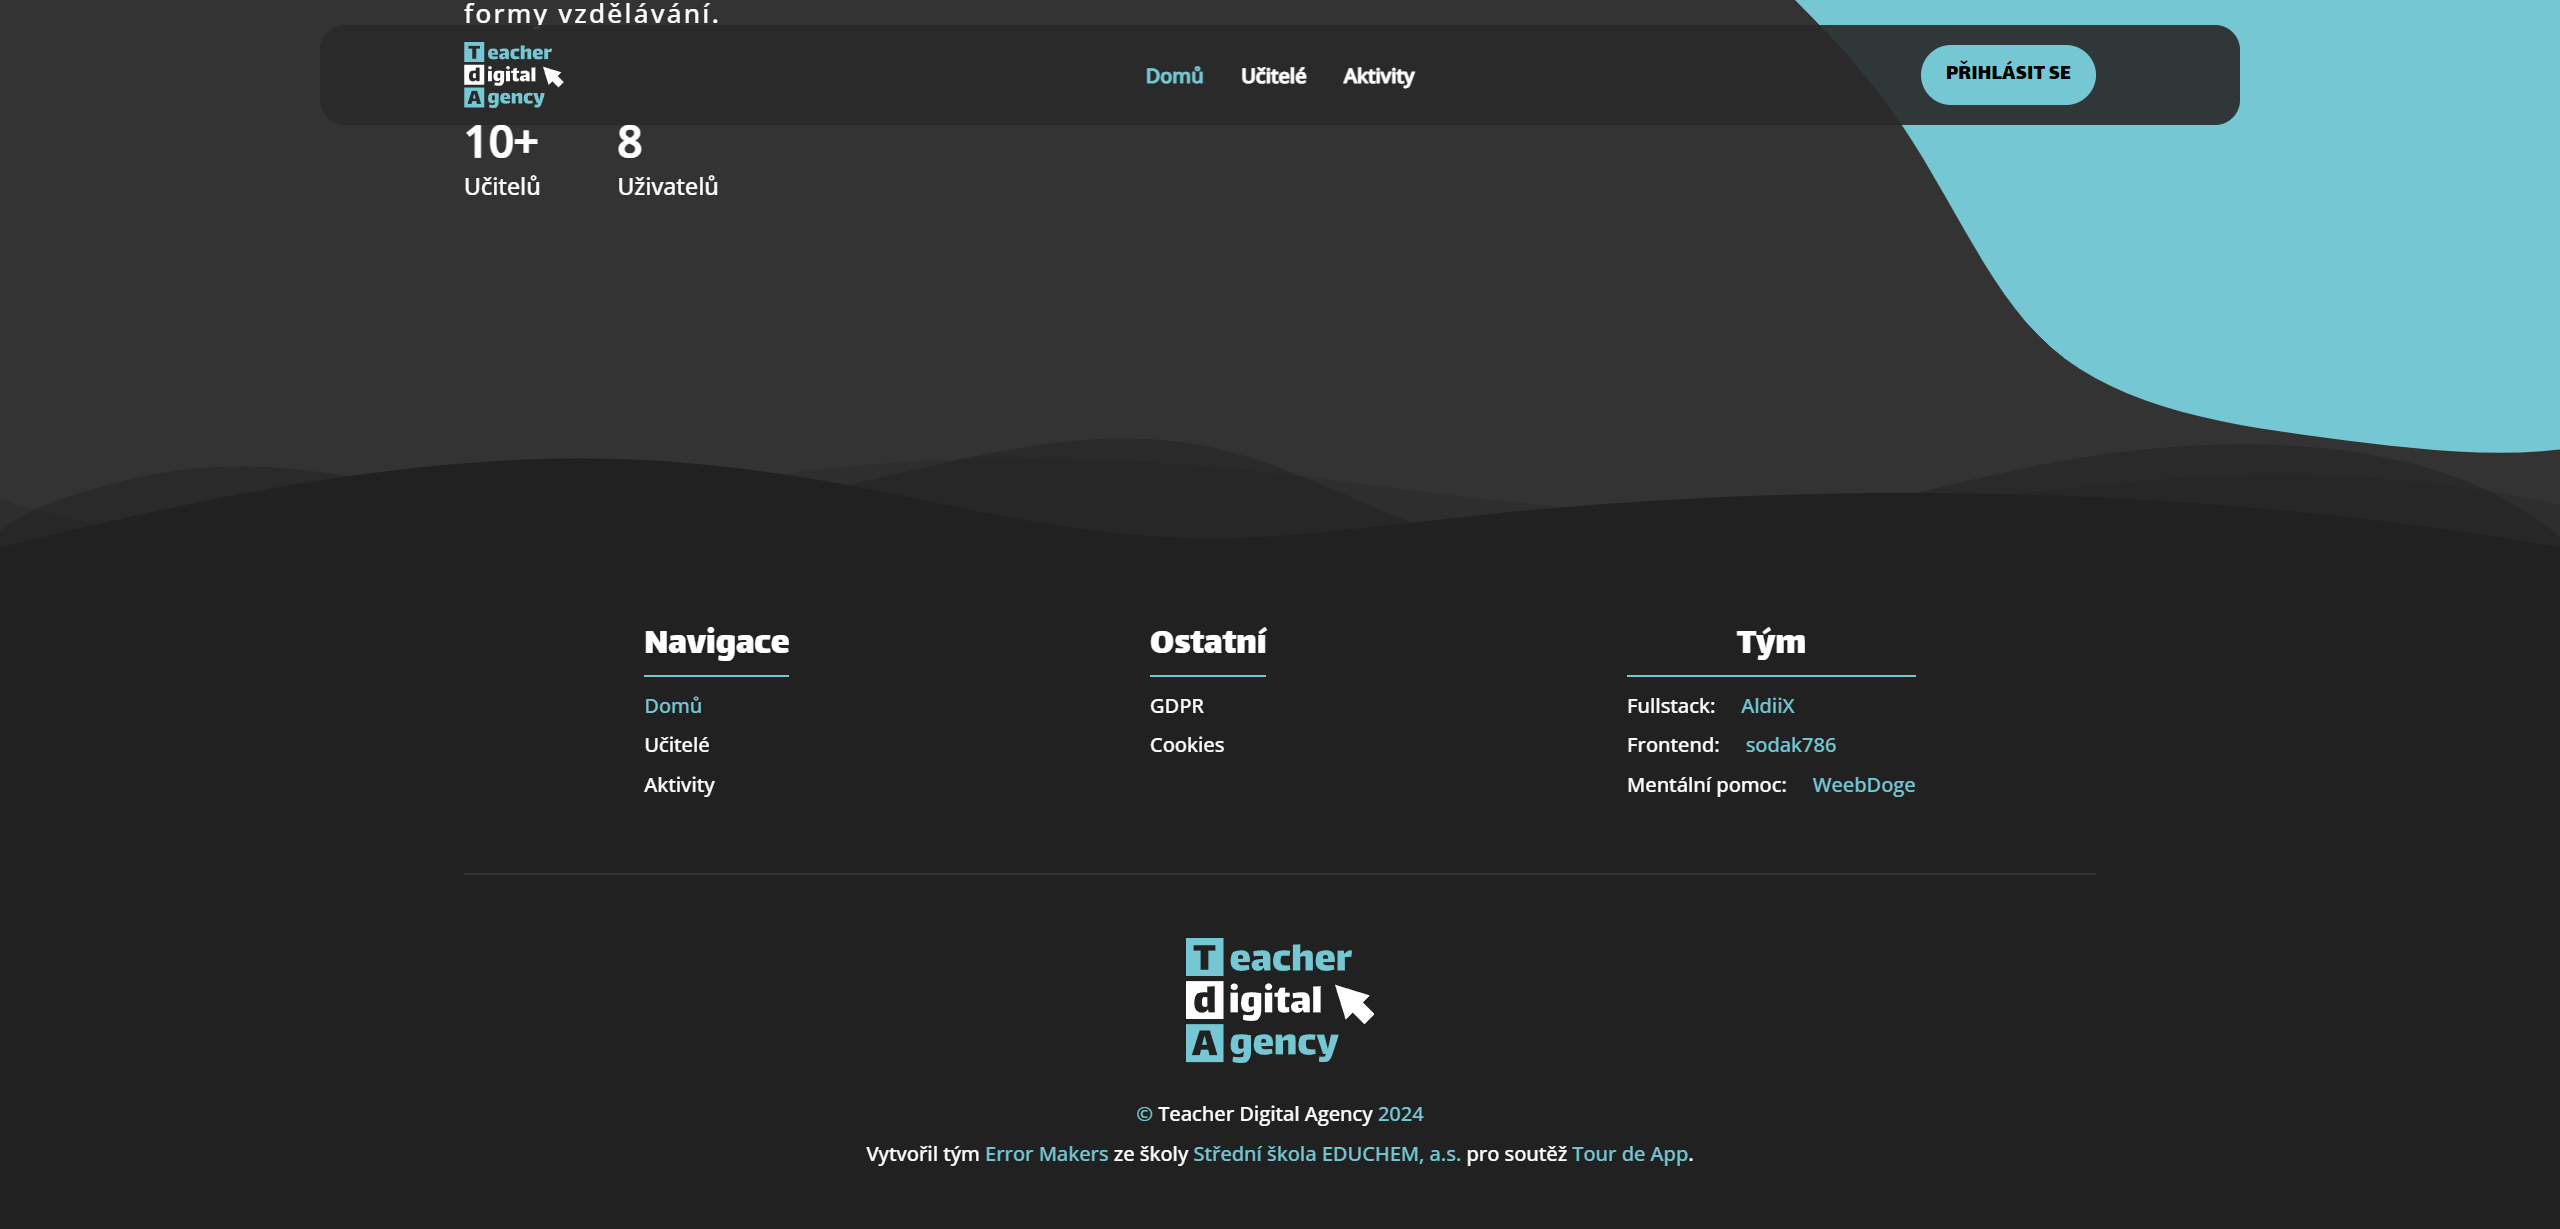 formy vzdělávání.
Teacher
digital
Agency
Domů Učitelé Aktivity
PŘIHLÁSIT SE
10+ 8
Učitelů Uživatelů
Navigace
Domů
Učitelé
Aktivity
Ostatní
GDPR
Cookies
Tým
Fullstack: AldiiX
Frontend: sodak786
Mentální pomoc: WeebDoge
Teacher
digital
Agency
© Teacher Digital Agency 2024
Vytvořil tým Error Makers ze školy Střední škola EDUCHEM, a.s. pro soutěž Tour de App.